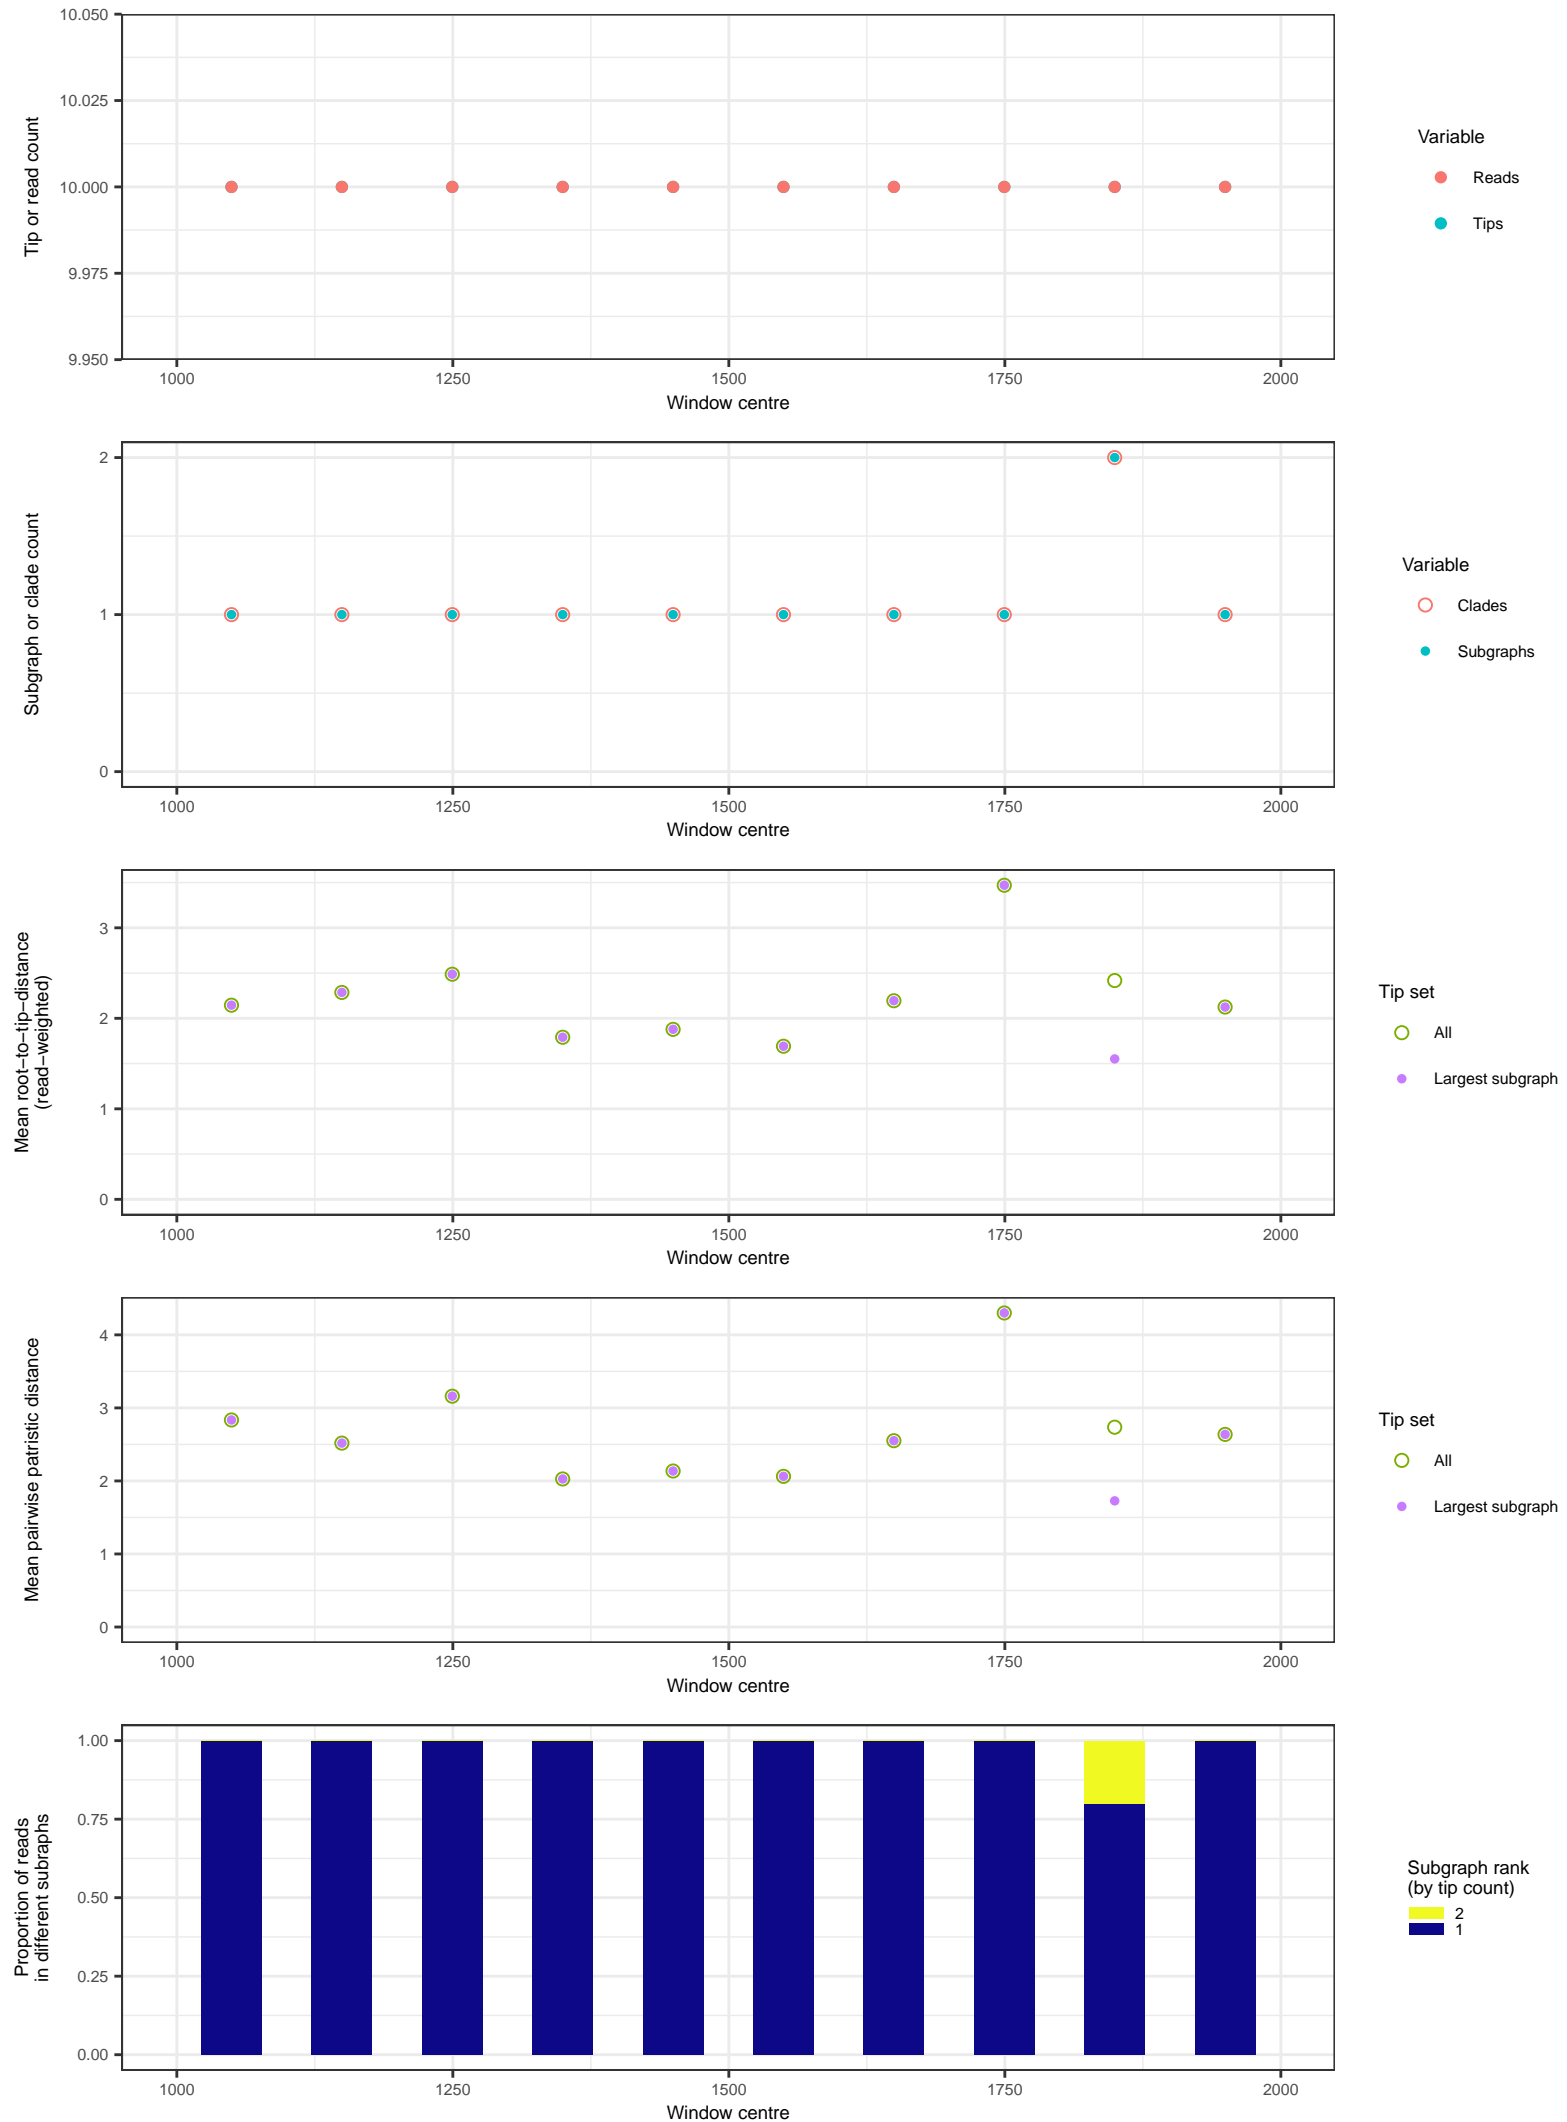 10.050
10.025
10.000
9.975
9.950
Tip or read count
1000 1250 1500 1750 2000
Window centre
Variable
Reads
Tips
2
1
0
Subgraph or clade count
1000 1250 1500 1750 2000
Window centre
Variable
Clades
Subgraphs
3
2
1
0
Mean root−to−tip−distance
(read−weighted)
1000 1250 1500 1750 2000
Window centre
Tip set
All
Largest subgraph
4
3
2
1
0
Mean pairwise patristic distance
1000 1250 1500 1750 2000
Window centre
Tip set
All
Largest subgraph
1.00
0.75
0.50
0.25
0.00
Proportion of reads
in different subraphs
1000 1250 1500 1750 2000
Window centre
Subgraph rank
(by tip count)
2
1